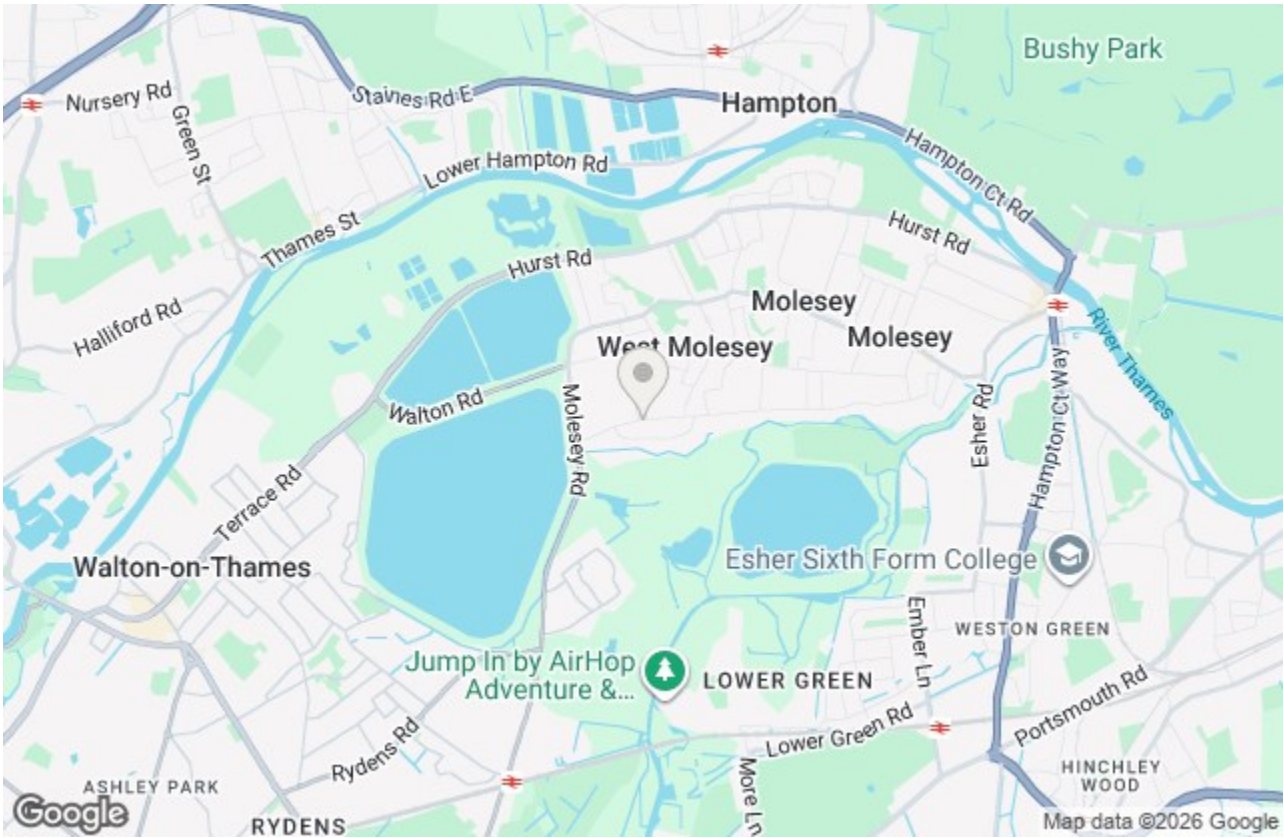 Bushy Park
Nursery Rd
Staines Rd E
Hampton
Green St
Lower Hampton Rd
Hampton Ct Rd
Thames St
Hurst Rd
Hurst Rd
Halliford Rd
Molesey
Molesey
West Molesey
River Thames
Walton Rd
Molesey Rd
Esher Rd
Hampton Ct Way
Terrace Rd
Walton-on-Thames
Esher Sixth Form College
Ember Ln
WESTON GREEN
Jump In by AirHop
Adventure &...
LOWER GREEN
Portsmouth Rd
Lower Green Rd
Rydens Rd
More Ln
HINCHLEY
WOOD
ASHLEY PARK
Google
RYDENS
Map data ©2026 Google